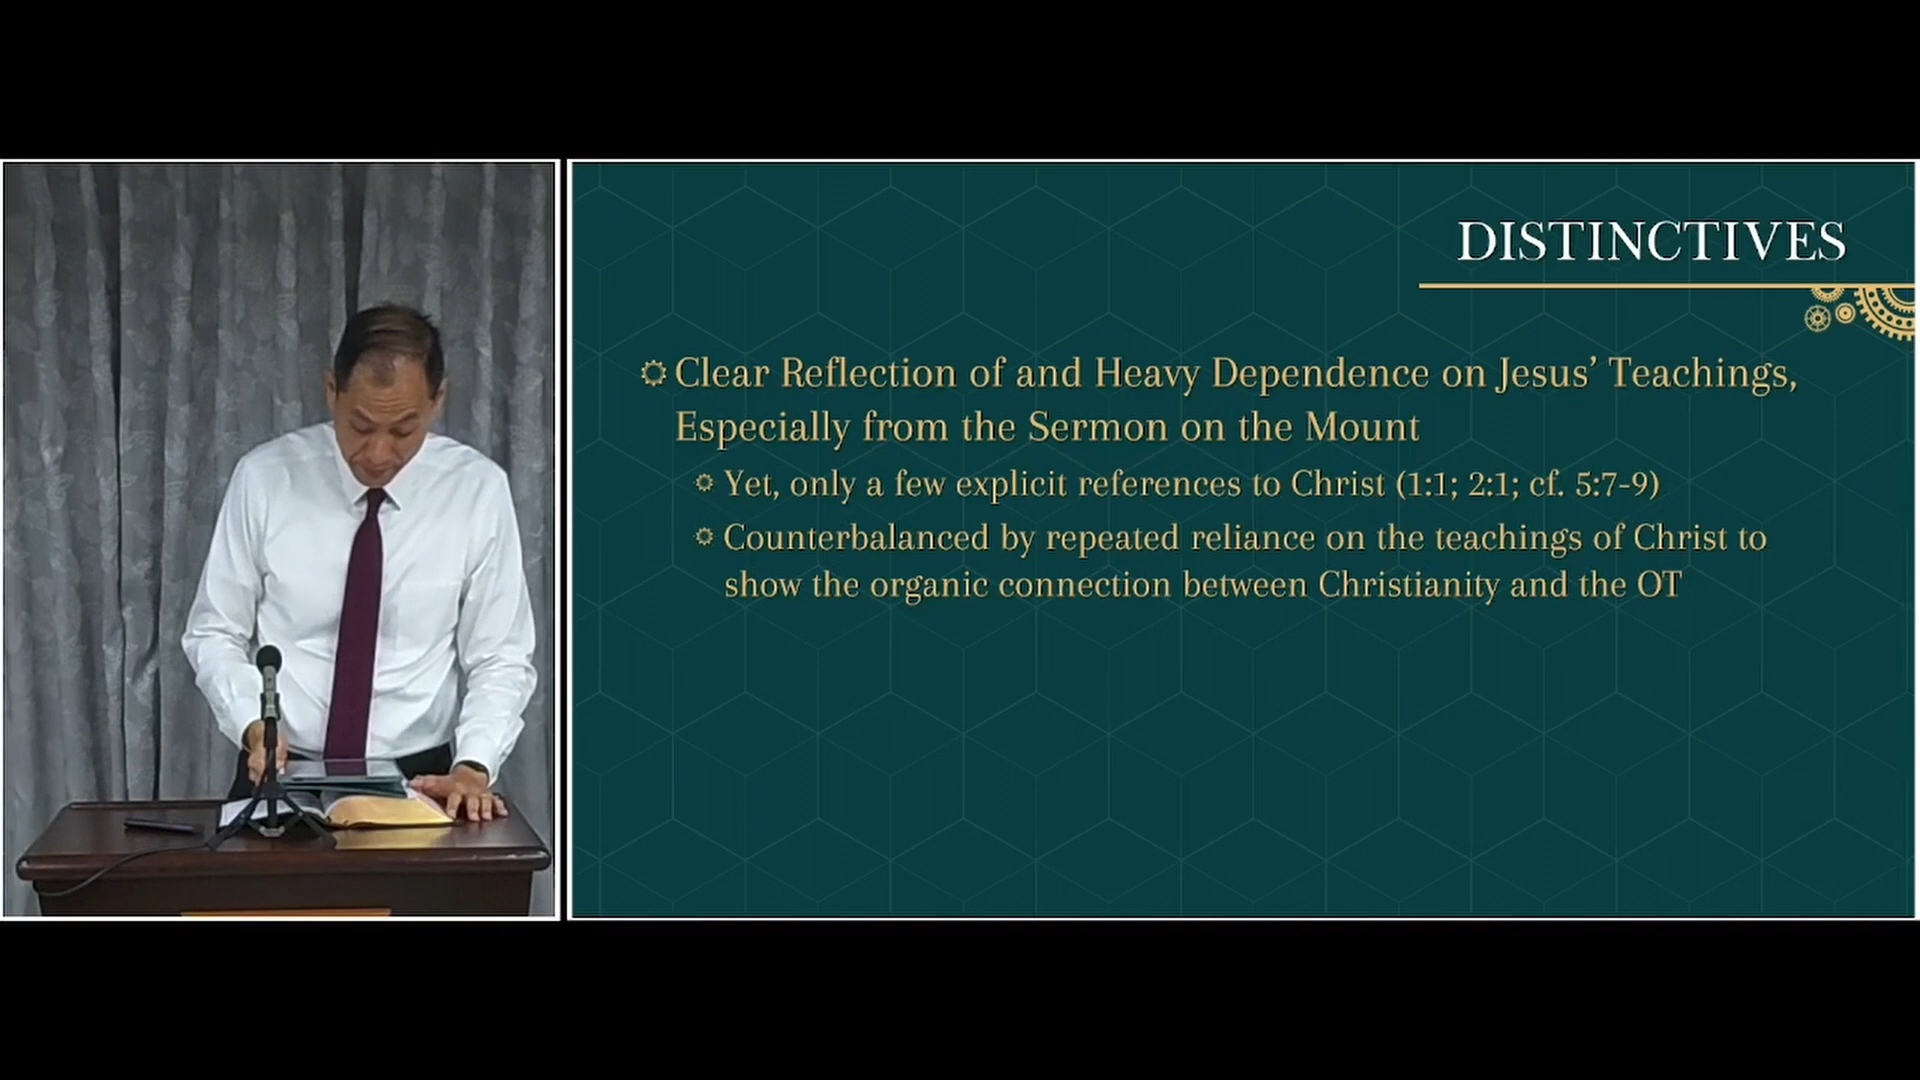 DISTINCTIVES
Clear Reflection of and Heavy Dependence on Jesus’ Teachings,
Especially from the Sermon on the Mount
Yet, only a few explicit references to Christ (1:1; 2:1; cf. 5:7-9)
Counterbalanced by repeated reliance on the teachings of Christ to
show the organic connection between Christianity and the OT